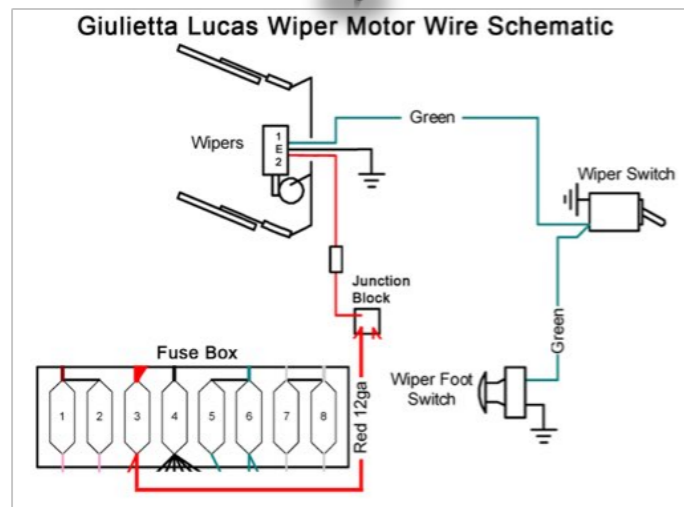 Giulietta Lucas Wiper Motor Wire Schematic
Green
Wipers
1
E
2
Wiper Switch
Junction
Block
Fuse Box
Green
Wiper Foot
Switch
Red 12ga
1 2 3 4 5 6 7 8